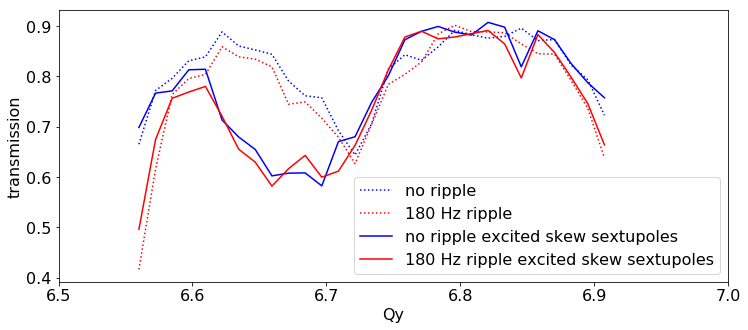 0.9
0.8
0.7
0.6
0.5
0.4
transmission
no ripple
180 Hz ripple
no ripple excited skew sextupoles
180 Hz ripple excited skew sextupoles
6.5 6.6 6.7 6.8 6.9 7.0
Qy